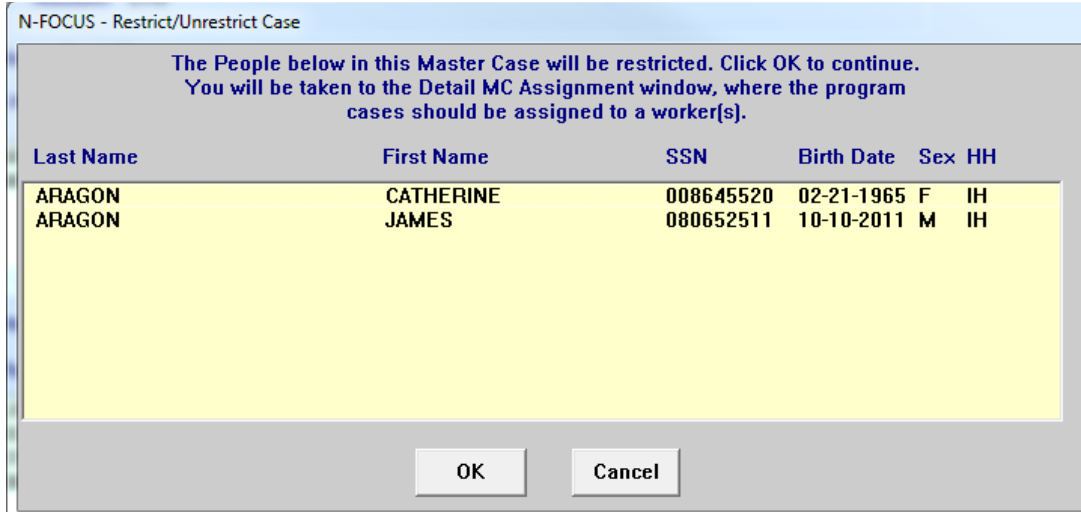 N-FOCUS - Restrict/Unrestrict Case
The People below in this Master Case will be restricted. Click OK to continue.
You will be taken to the Detail MC Assignment window, where the program
cases should be assigned to a worker(s).
Last Name First Name SSN Birth Date Sex HH
ARAGON CATHERINE 008645520 02-21-1965 F IH
ARAGON JAMES 080652511 10-10-2011 M IH
OK Cancel